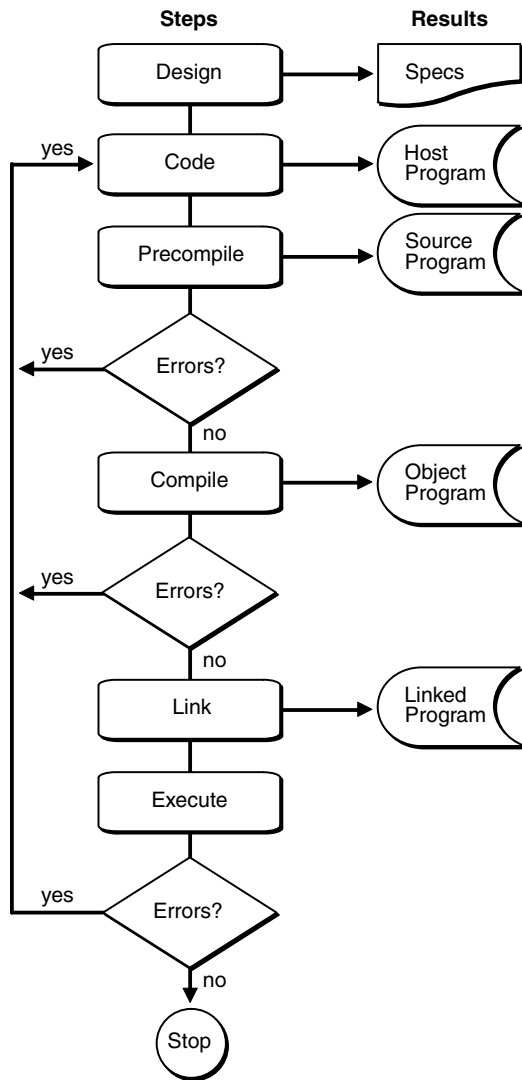 Steps Results
Design Specs
yes
Code
Host
Program
Precompile
Source
Program
yes
Errors?
no
Compile
Object
Program
yes
Errors?
no
Link
Linked
Program
Execute
yes
Errors?
no
Stop